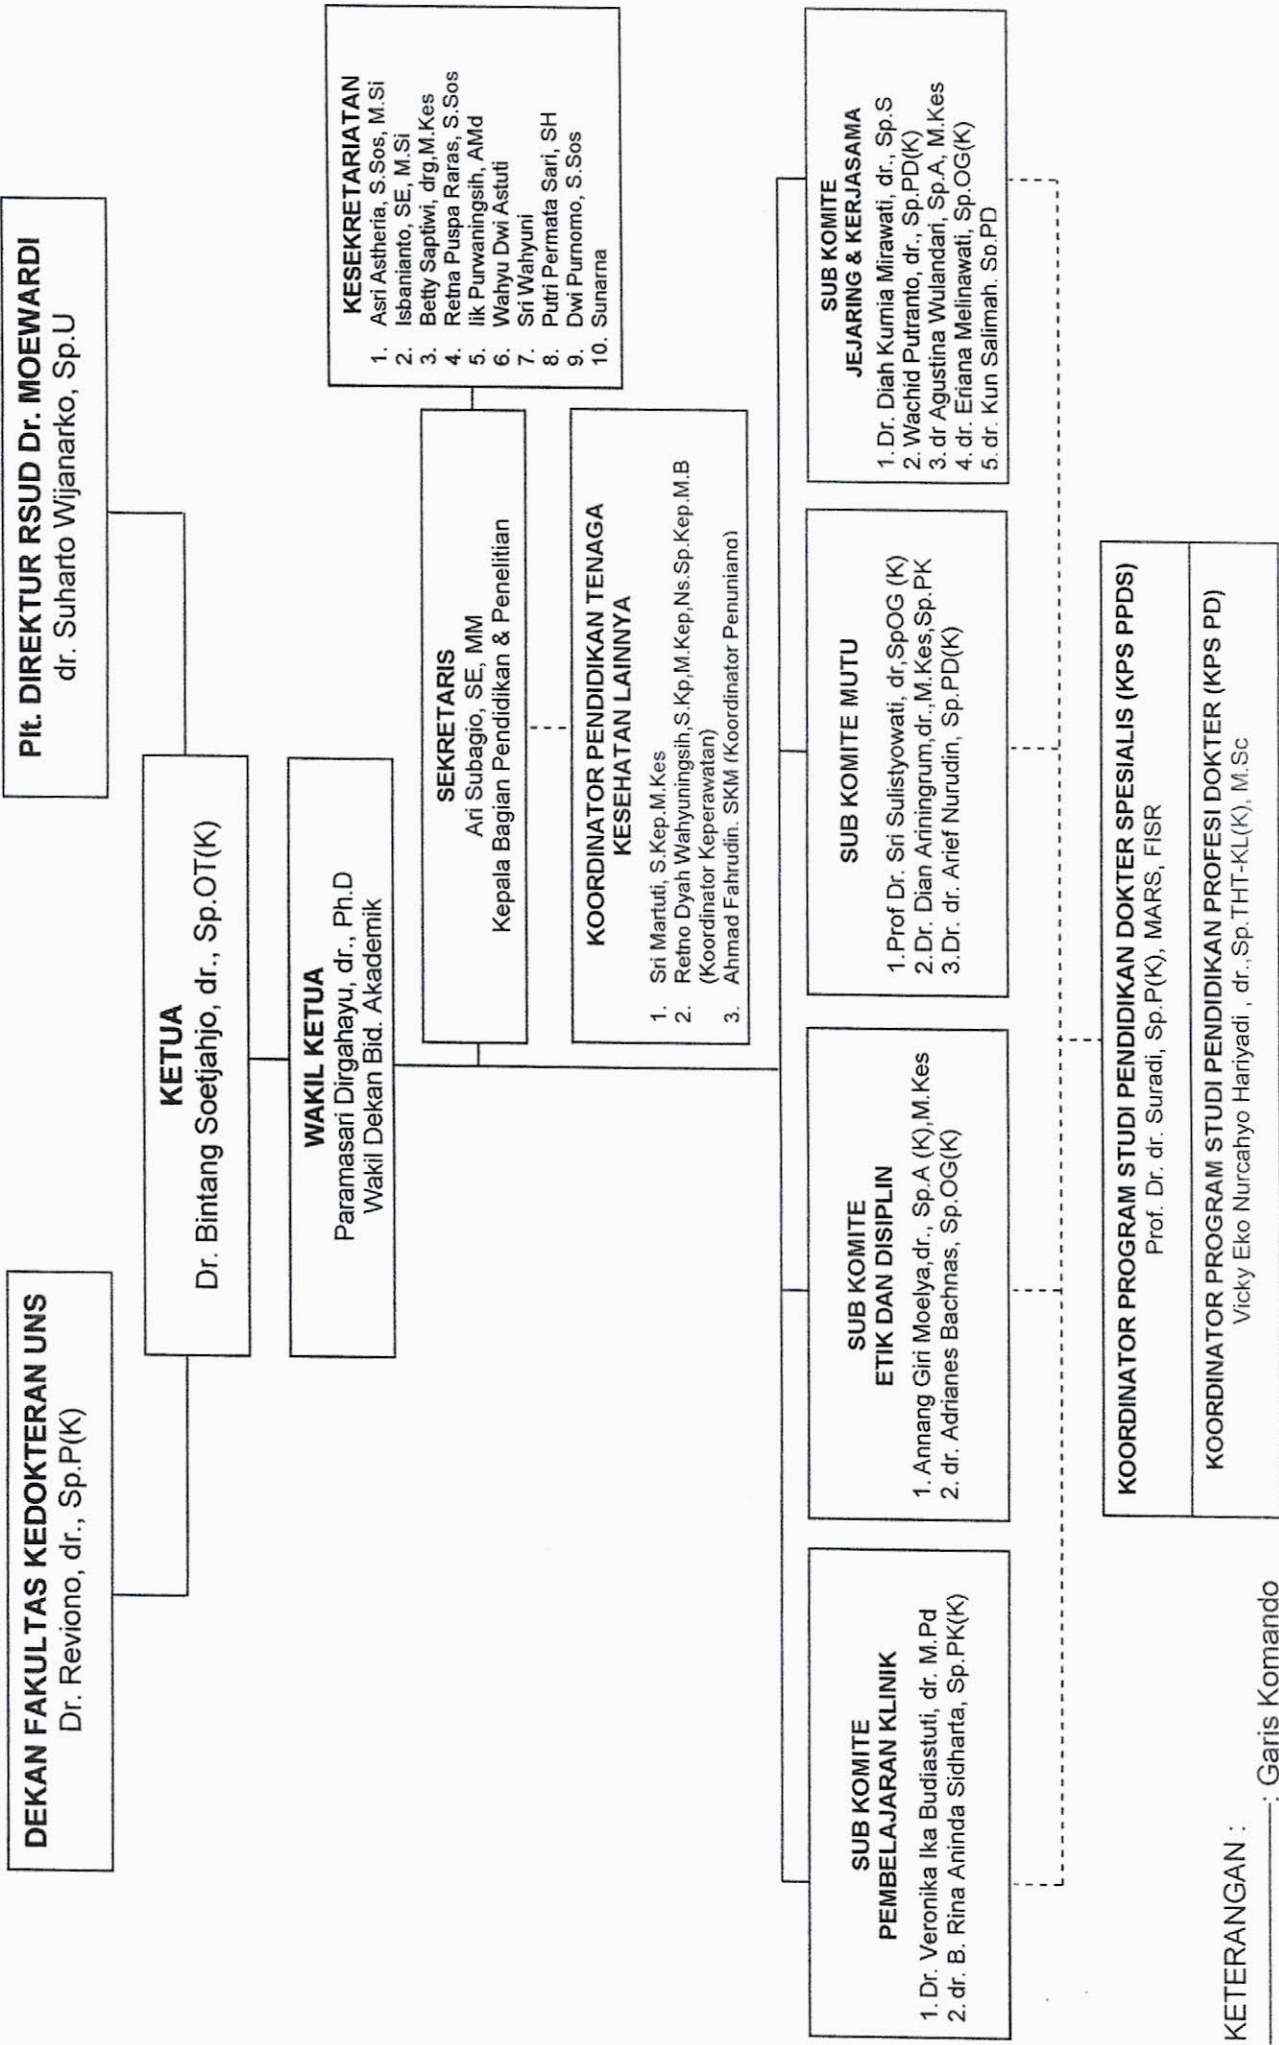 DEKAN FAKULTAS KEDOKTERAN UNS
Dr. Reviono, dr., Sp.P(K)
Plt. DIREKTUR RSUD Dr. MOEWARDI
dr. Suharto Wijanarko, Sp.U
KETUA
Dr. Bintang Soetjahjo, dr., Sp.OT(K)
WAKIL KETUA
Paramasari Dirgahayu, dr., Ph.D
Wakil Dekan Bid. Akademik
SEKRETARIS
Ari Subagio, SE, MM
Kepala Bagian Pendidikan & Penelitian
KESEKRETARIATAN
1. Asri Astheria, S.Sos, M.Si
2. Isbanianto, SE, M.Si
3. Betty Saptiwi, drg,M.Kes
4. Retna Puspa Raras, S.Sos
5. Iik Purwaningsih, AMd
6. Wahyu Dwi Astuti
7. Sri Wahyuni
8. Putri Permata Sari, SH
9. Dwi Purnomo, S.Sos
10. Sunarna
KOORDINATOR PENDIDIKAN TENAGA
KESEHATAN LAINNYA
1. Sri Martuti, S.Kep.M.Kes
2. Retno Dyah Wahyuningsih,S.Kp,M.Kep,Ns.Sp.Kep.M.B
(Koordinator Keperawatan)
3. Ahmad Fahrudin. SKM (Koordinator Penunjang)
SUB KOMITE
PEMBELAJARAN KLINIK
1. Dr. Veronika Ika Budiastuti, dr. M.Pd
2. dr. B. Rina Aninda Sidharta, Sp.PK(K)
SUB KOMITE
ETIK DAN DISIPLIN
1. Annang Giri Moelya,dr., Sp.A (K),M.Kes
2. dr. Adrianes Bachnas, Sp.OG(K)
SUB KOMITE MUTU
1.Prof Dr. Sri Sulistyowati, dr,SpOG (K)
2.Dr. Dian Ariningrum,dr.,M.Kes,Sp.PK
3.Dr. dr. Arief Nurudin, Sp.PD(K)
SUB KOMITE
JEJARING & KERJASAMA
1. Dr. Diah Kurnia Mirawati, dr., Sp.S
2. Wachid Putranto, dr., Sp.PD(K)
3. dr Agustina Wulandari, Sp.A, M.Kes
4. dr. Eriana Melinawati, Sp.OG(K)
5. dr. Kun Salimah. Sp.PD
KOORDINATOR PROGRAM STUDI PENDIDIKAN DOKTER SPESIALIS (KPS PPDS)
Prof. Dr. dr. Suradi, Sp.P(K), MARS, FISR
KOORDINATOR PROGRAM STUDI PENDIDIKAN PROFESI DOKTER (KPS PD)
Vicky Eko Nurcahyo Hariyadi , dr.,Sp.THT-KL(K), M.Sc
KETERANGAN :
: Garis Komando